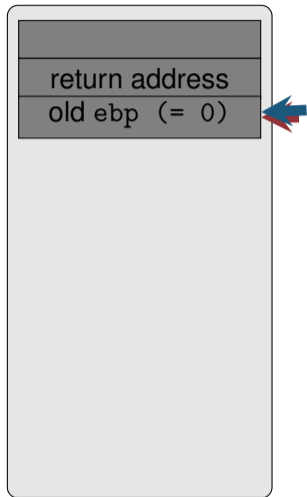 return address
old ebp (= 0)